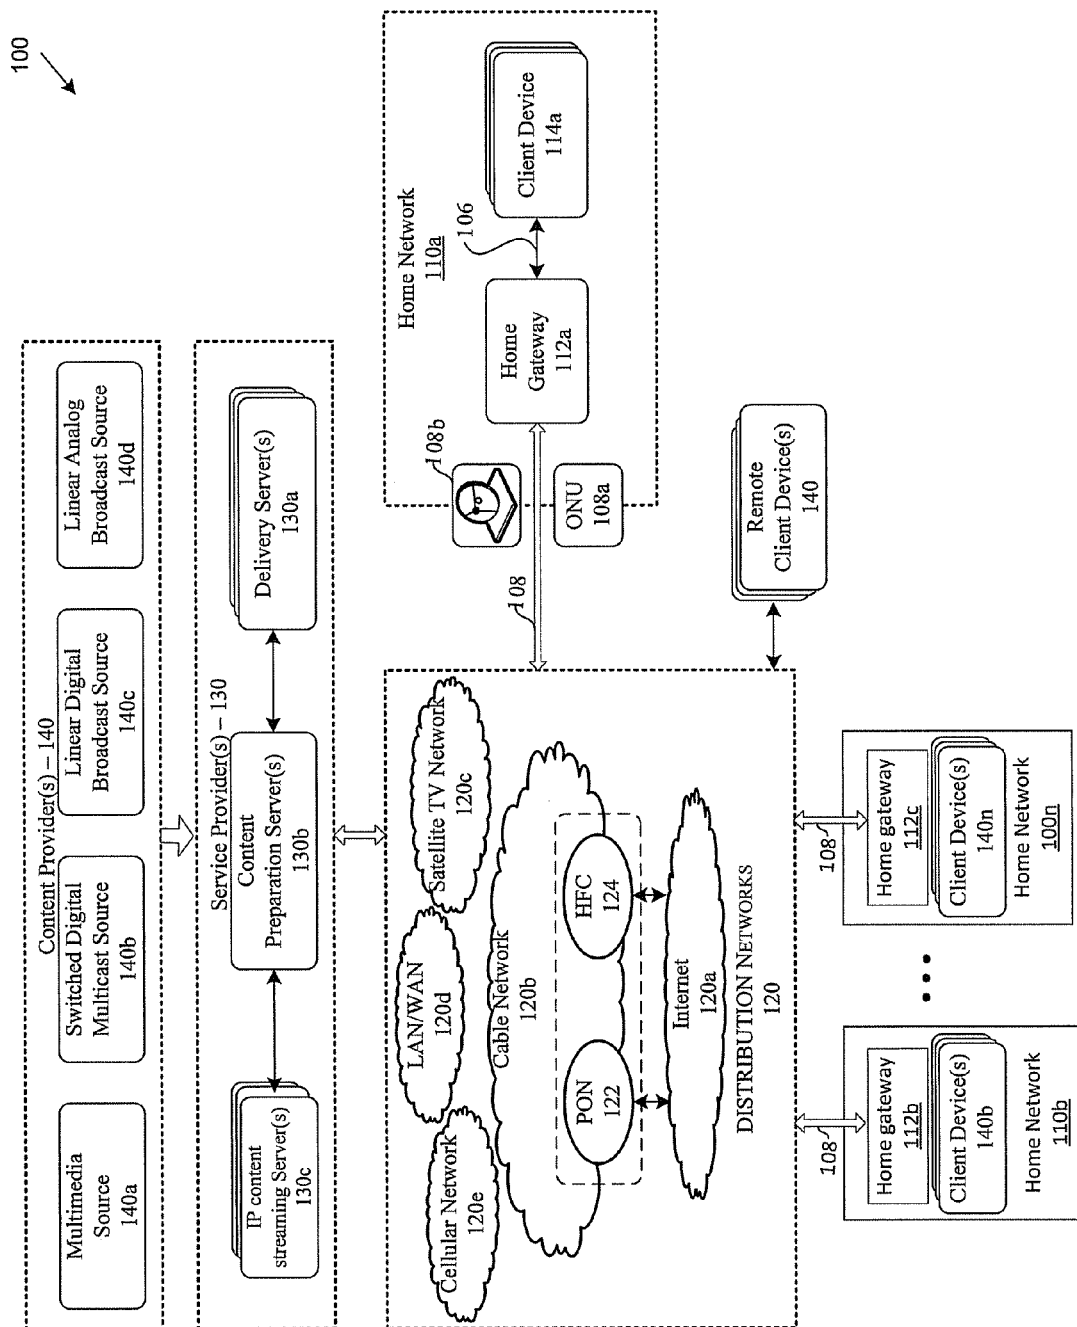 100
Content Provider(s) – 140
Multimedia
Source
140a
Switched Digital
Multicast Source
140b
Linear Digital
Broadcast Source
140c
Linear Analog
Broadcast Source
140d
Service Provider(s) – 130
IP content
streaming Server(s)
130c
Content
Preparation Server(s)
130b
Delivery Server(s)
130a
Cellular Network
120e
LAN/WAN
120d
Satellite TV Network
120c
Cable Network
120b
PON
122
HFC
124
Internet
120a
DISTRIBUTION NETWORKS
120
108
108b
ONU
108a
Home Network
110a
Home
Gateway
112a
106
Client Device
114a
Remote
Client Device(s)
140
108
Home gateway
112b
Client Device(s)
140b
Home Network
110b
108
Home gateway
112c
Client Device(s)
140n
Home Network
100n